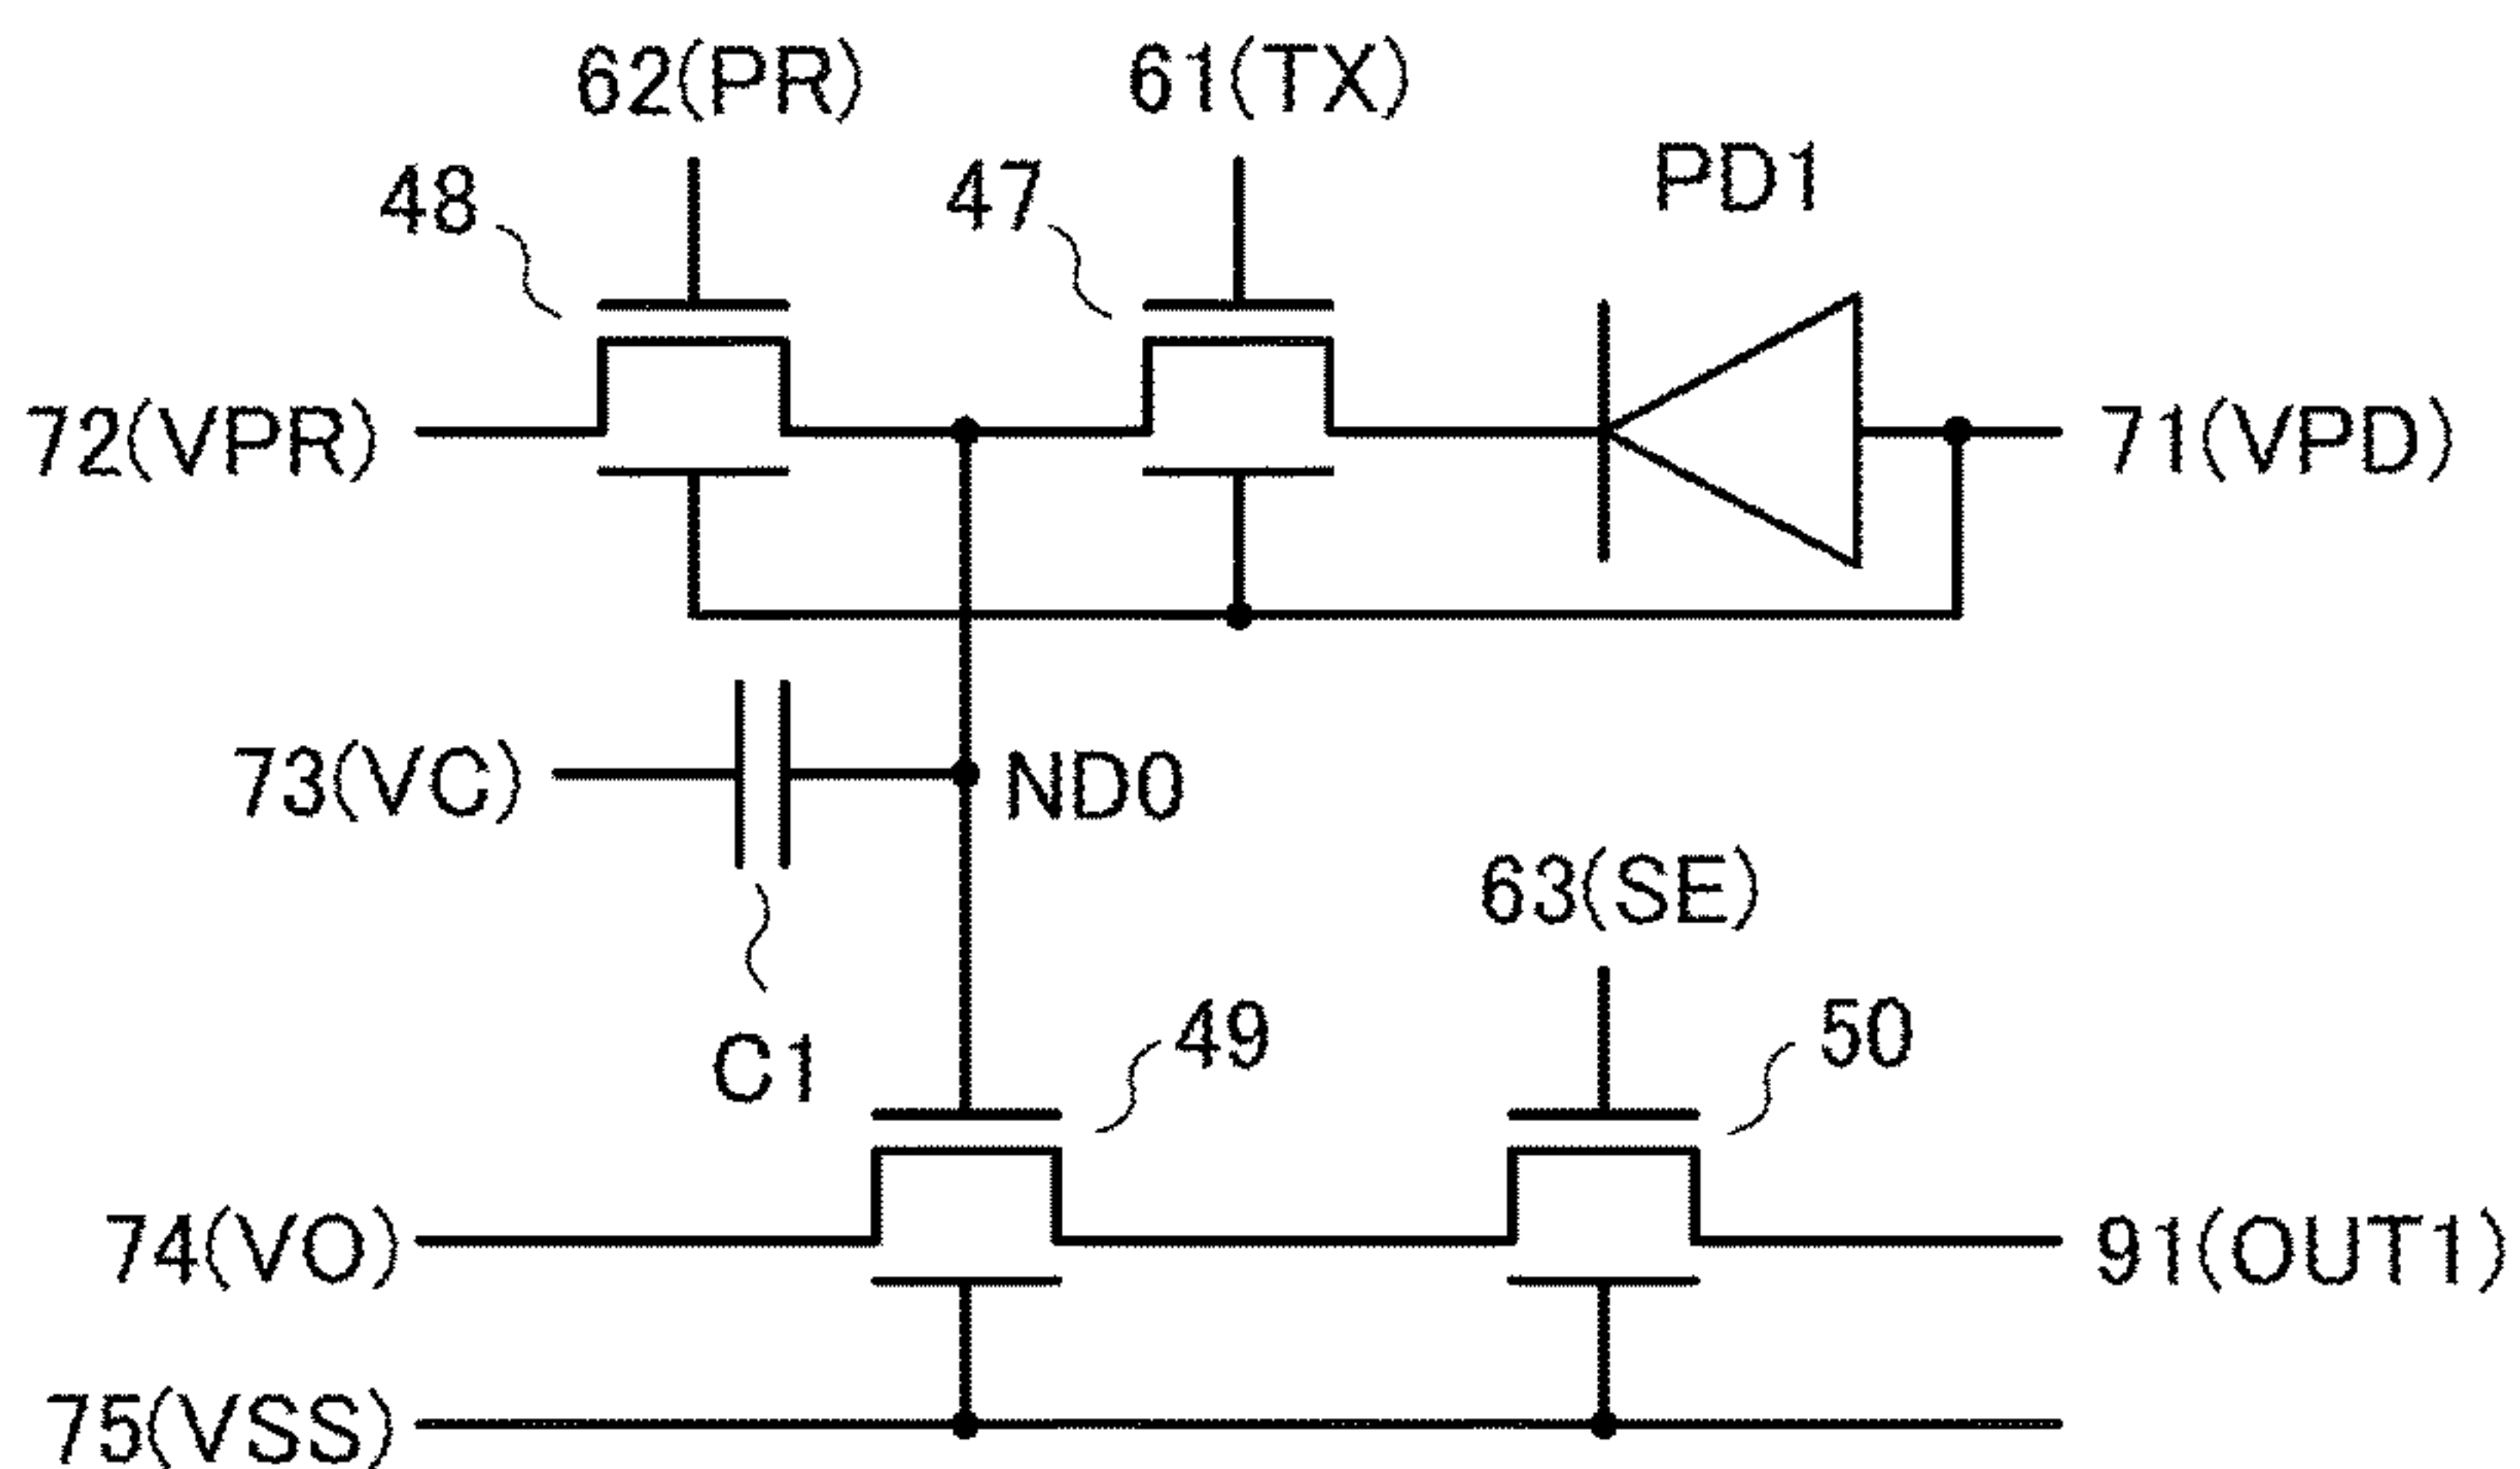 62(PR)
61(TX)
PD1
48
47
72(VPR)
71(VPD)
73(VC)
ND0
63(SE)
C1
49
50
74(VO)
91(OUT1)
75(VSS)